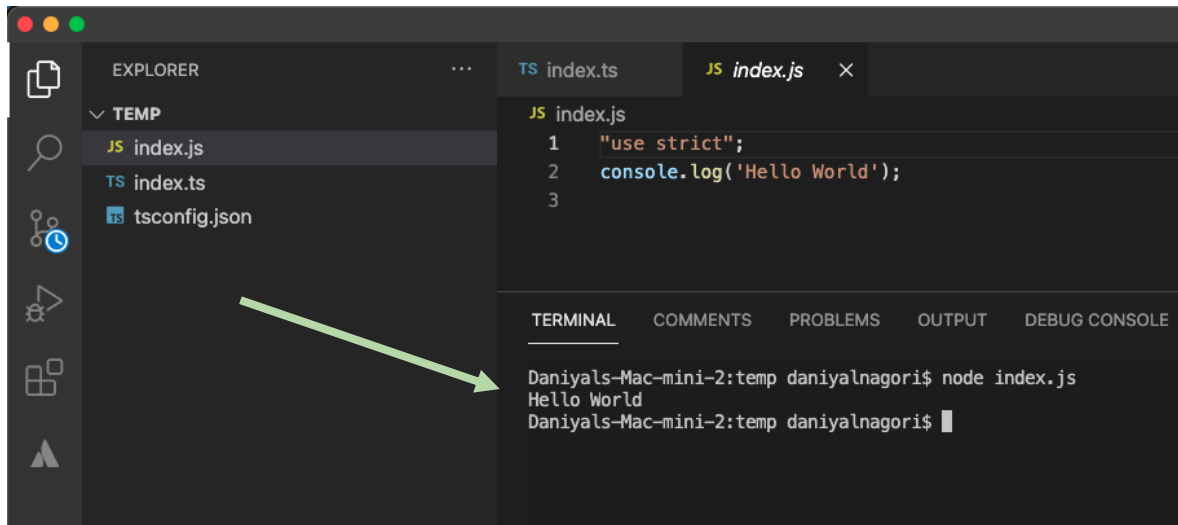 EXPLORER ···
TEMP
JS index.js
TS index.ts
TS tsconfig.json
TS index.ts JS index.js
JS index.js
1 "use strict";
2 console.log('Hello World');
3
TERMINAL COMMENTS PROBLEMS OUTPUT DEBUG CONSOLE
Daniyals-Mac-mini-2:temp daniyalnagori$ node index.js
Hello World
Daniyals-Mac-mini-2:temp daniyalnagori$